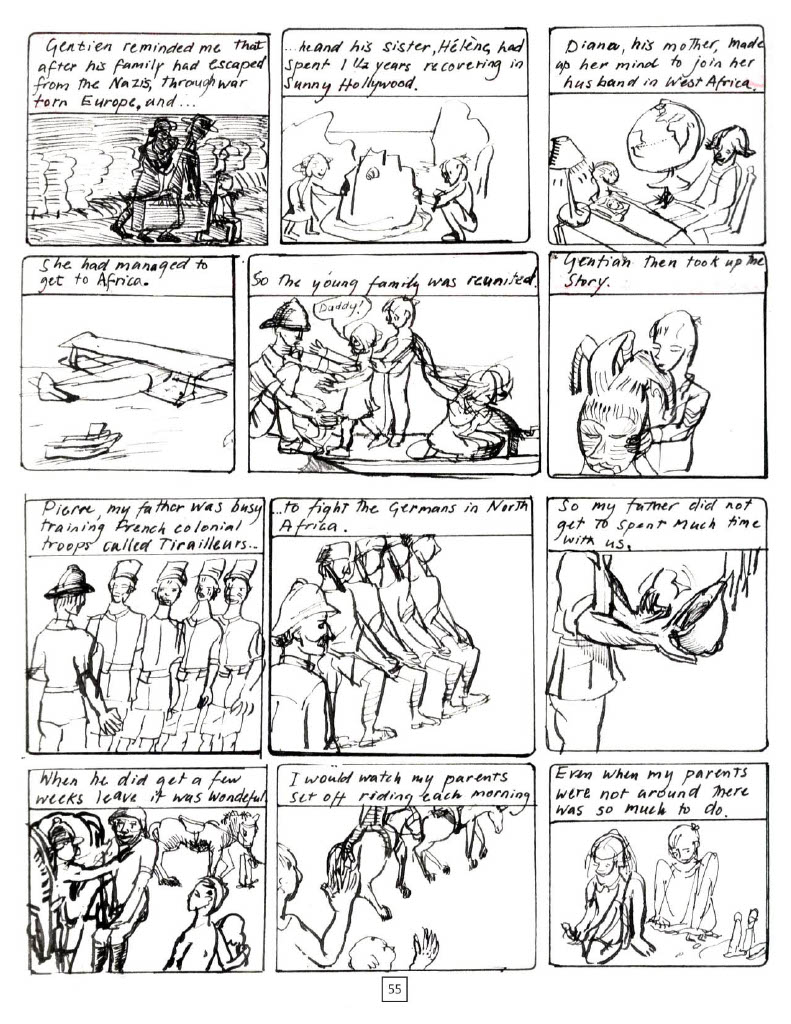 Gentien reminded me that
after his family had escaped
from the Nazis, through war
torn Europe, and...
...he and his sister, Hélène, had
spent 1 1/2 years recovering in
Sunny Hollywood.
Diana, his mother, made
up her mind to join her
husband in West Africa.
She had managed to
get to Africa.
So the young family was reunited.
Daddy!
Gentian then took up the
Story.
Pierre, my father was busy
training French colonial
troops called Tirailleurs...
...to fight the Germans in North
Africa.
So my father did not
get to spent much time
with us.
When he did get a few
weeks leave it was wondeful.
I would watch my parents
set off riding each morning
Even when my parents
were not around there
was so much to do.
55